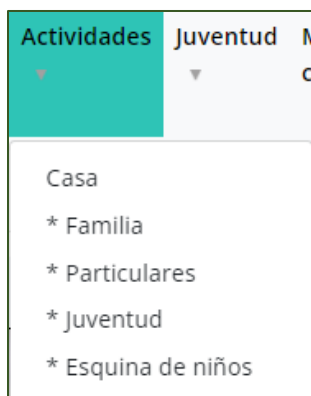 Actividades Juventud
Casa
* Familia
* Particulares
* Juventud
* Esquina de niños